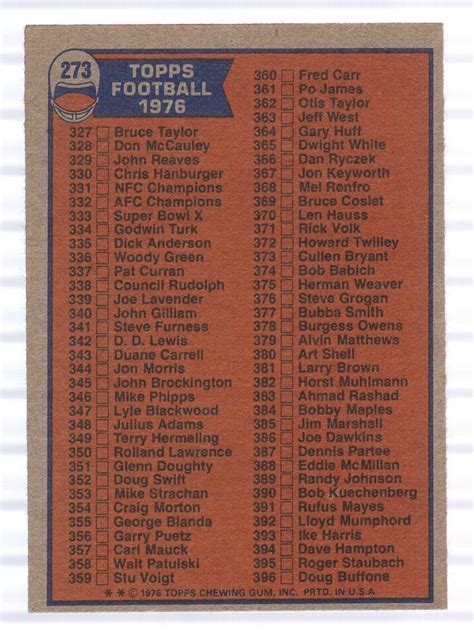 273
TOPPS
FOOTBALL
1976
327 Bruce Taylor
328 Don McCauley
329 John Reaves
330 Chris Hanburger
331 NFC Champions
332 AFC Champions
333 Super Bowl X
334 Godwin Turk
335 Dick Anderson
336 Woody Green
337 Pat Curran
338 Council Rudolph
339 Joe Lavender
340 John Gilliam
341 Steve Furness
342 D. D. Lewis
343 Duane Carrell
344 Jon Morris
345 John Brockington
346 Mike Phipps
347 Lyle Blackwood
348 Julius Adams
349 Terry Hermeling
350 Rolland Lawrence
351 Glenn Doughty
352 Doug Swift
353 Mike Strachan
354 Craig Morton
355 George Blanda
356 Garry Puetz
357 Carl Mauck
358 Walt Patulski
359 Stu Voigt
360 Fred Carr
361 Po James
362 Otis Taylor
363 Jeff West
364 Gary Huff
365 Dwight White
366 Dan Ryczek
367 Jon Keyworth
368 Mel Renfro
369 Bruce Coslet
370 Len Hauss
371 Rick Volk
372 Howard Twilley
373 Cullen Bryant
374 Bob Babich
375 Herman Weaver
376 Steve Grogan
377 Bubba Smith
378 Burgess Owens
379 Alvin Matthews
380 Art Shell
381 Larry Brown
382 Horst Muhlmann
383 Ahmad Rashad
384 Bobby Maples
385 Jim Marshall
386 Joe Dawkins
387 Dennis Partee
388 Eddie McMillan
389 Randy Johnson
390 Bob Kuechenberg
391 Rufus Mayes
392 Lloyd Mumphord
393 Ike Harris
394 Dave Hampton
395 Roger Staubach
396 Doug Buffone
* * © 1976 TOPPS CHEWING GUM, INC. PRTD. IN U.S.A.